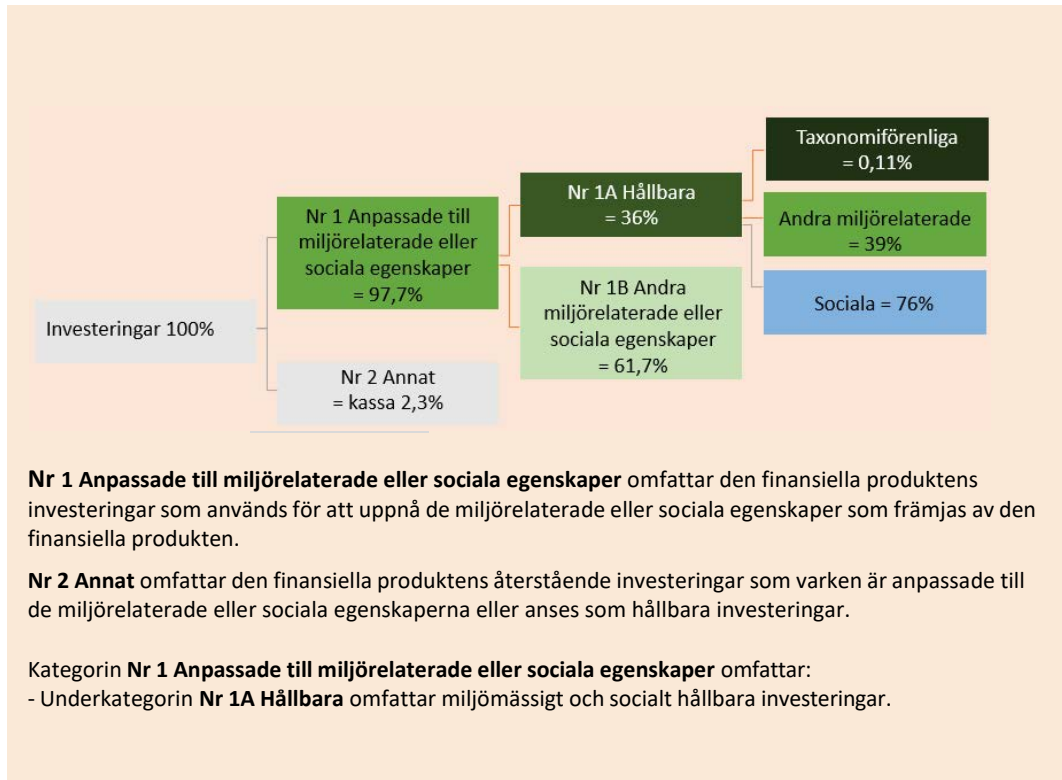 Investeringar 100%
Nr 1 Anpassade till
miljörelaterade eller
sociala egenskaper
= 97,7%
Nr 2 Annat
= kassa 2,3%
Nr 1A Hållbara
= 36%
Nr 1B Andra
miljörelaterade eller
sociala egenskaper
= 61,7%
Taxonomiförenliga
= 0,11%
Andra miljörelaterade
= 39%
Sociala = 76%
Nr 1 Anpassade till miljörelaterade eller sociala egenskaper omfattar den finansiella produktens
investeringar som används för att uppnå de miljörelaterade eller sociala egenskaper som främjas av den
finansiella produkten.
Nr 2 Annat omfattar den finansiella produktens återstående investeringar som varken är anpassade till
de miljörelaterade eller sociala egenskaperna eller anses som hållbara investeringar.
Kategorin Nr 1 Anpassade till miljörelaterade eller sociala egenskaper omfattar:
- Underkategorin Nr 1A Hållbara omfattar miljömässigt och socialt hållbara investeringar.